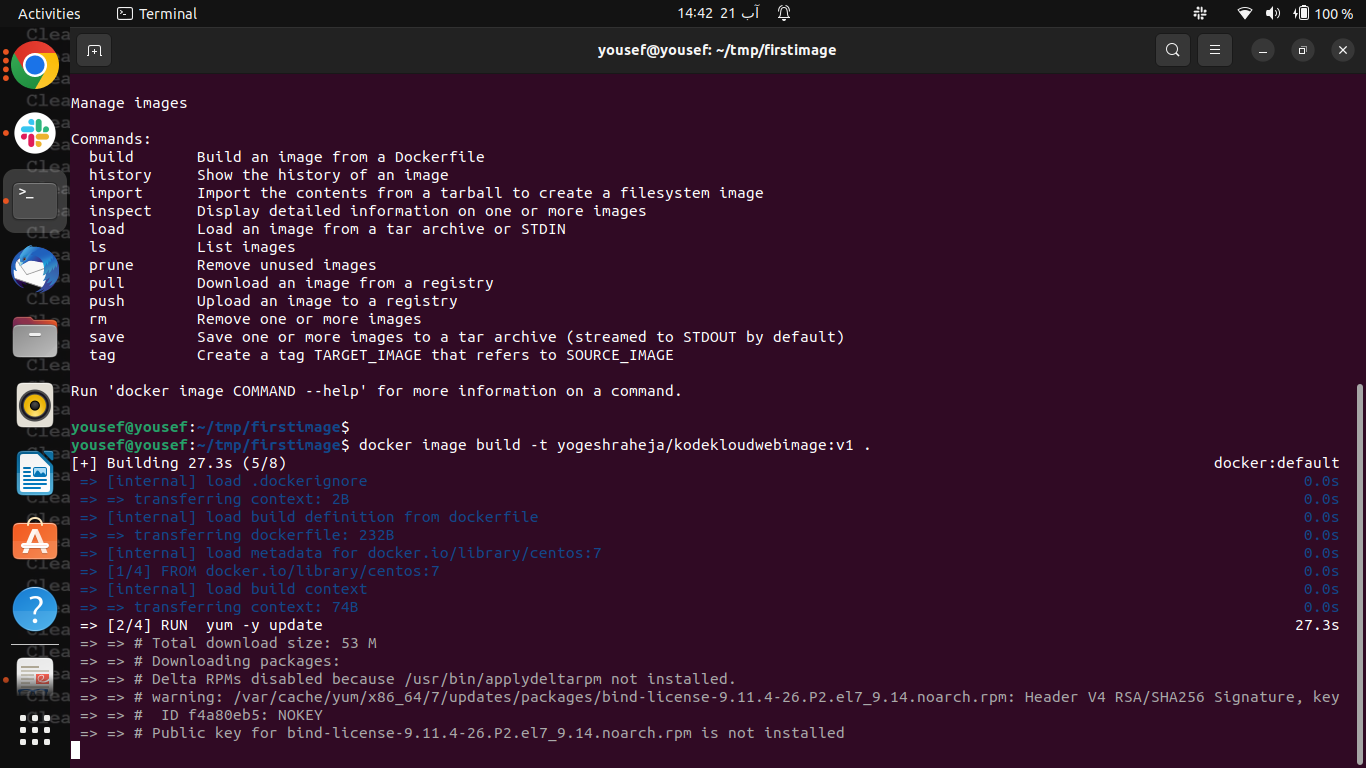 Activities
Terminal
14:42 21 آب
100 %
yousef@yousef: ~/tmp/firstimage
Manage images
Commands:
build Build an image from a Dockerfile
history Show the history of an image
import Import the contents from a tarball to create a filesystem image
inspect Display detailed information on one or more images
load Load an image from a tar archive or STDIN
ls List images
prune Remove unused images
pull Download an image from a registry
push Upload an image to a registry
rm Remove one or more images
save Save one or more images to a tar archive (streamed to STDOUT by default)
tag Create a tag TARGET_IMAGE that refers to SOURCE_IMAGE
Run 'docker image COMMAND --help' for more information on a command.
yousef@yousef:~/tmp/firstimage$
yousef@yousef:~/tmp/firstimage$ docker image build -t yogeshraheja/kodekloudwebimage:v1 .
[+] Building 27.3s (5/8) docker:default
=> [internal] load .dockerignore 0.0s
=> => transferring context: 2B 0.0s
=> [internal] load build definition from dockerfile 0.0s
=> => transferring dockerfile: 232B 0.0s
=> [internal] load metadata for docker.io/library/centos:7 0.0s
=> [1/4] FROM docker.io/library/centos:7 0.0s
=> [internal] load build context 0.0s
=> => transferring context: 74B 0.0s
=> [2/4] RUN  yum -y update 27.3s
=> => # Total download size: 53 M
=> => # Downloading packages:
=> => # Delta RPMs disabled because /usr/bin/applydeltarpm not installed.
=> => # warning: /var/cache/yum/x86_64/7/updates/packages/bind-license-9.11.4-26.P2.el7_9.14.noarch.rpm: Header V4 RSA/SHA256 Signature, key
=> => #  ID f4a80eb5: NOKEY
=> => # Public key for bind-license-9.11.4-26.P2.el7_9.14.noarch.rpm is not installed